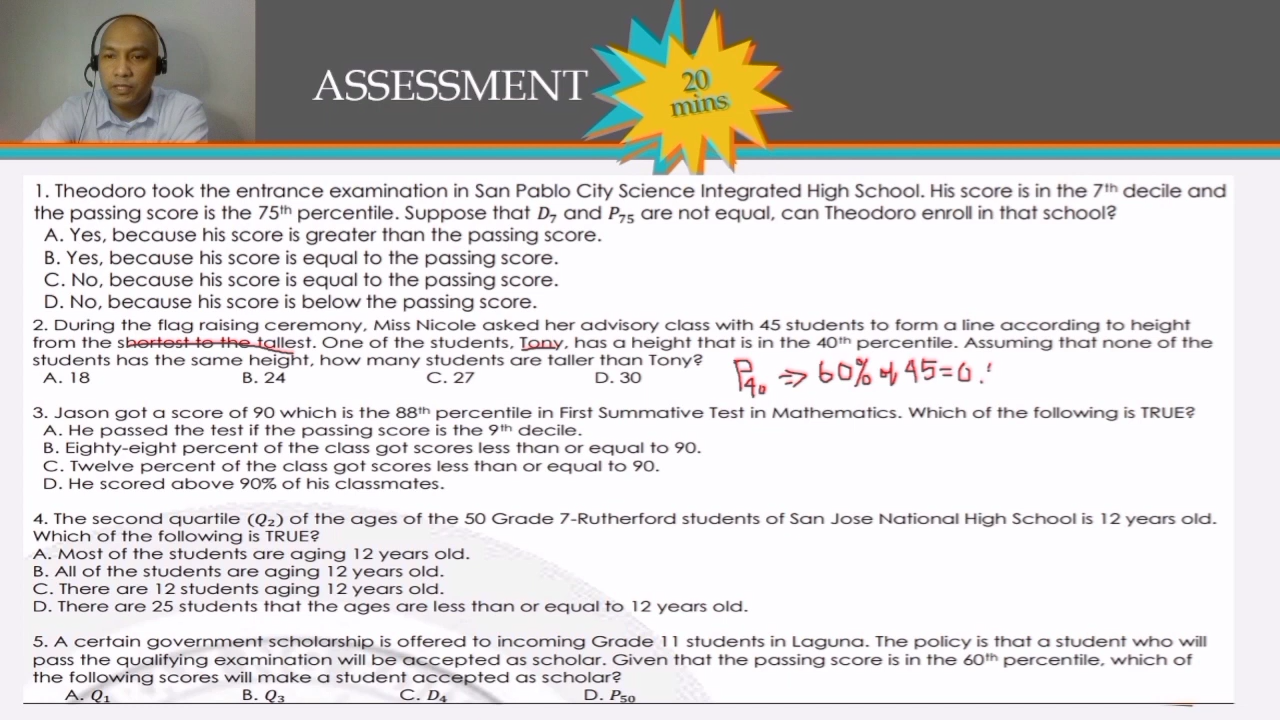 ASSESSMENT
20
mins
1. Theodoro took the entrance examination in San Pablo City Science Integrated High School. His score is in the 7th decile and
the passing score is the 75th percentile. Suppose that D7 and P75 are not equal, can Theodoro enroll in that school?
A. Yes, because his score is greater than the passing score.
B. Yes, because his score is equal to the passing score.
C. No, because his score is equal to the passing score.
D. No, because his score is below the passing score.
2. During the flag raising ceremony, Miss Nicole asked her advisory class with 45 students to form a line according to height
from the shortest to the tallest. One of the students, Tony, has a height that is in the 40th percentile. Assuming that none of the
students has the same height, how many students are taller than Tony?
A. 18 B. 24 C. 27 D. 30
P40 => 60% of 45=0.
3. Jason got a score of 90 which is the 88th percentile in First Summative Test in Mathematics. Which of the following is TRUE?
A. He passed the test if the passing score is the 9th decile.
B. Eighty-eight percent of the class got scores less than or equal to 90.
C. Twelve percent of the class got scores less than or equal to 90.
D. He scored above 90% of his classmates.
4. The second quartile (Q2) of the ages of the 50 Grade 7-Rutherford students of San Jose National High School is 12 years old.
Which of the following is TRUE?
A. Most of the students are aging 12 years old.
B. All of the students are aging 12 years old.
C. There are 12 students aging 12 years old.
D. There are 25 students that the ages are less than or equal to 12 years old.
5. A certain government scholarship is offered to incoming Grade 11 students in Laguna. The policy is that a student who will
pass the qualifying examination will be accepted as scholar. Given that the passing score is in the 60th percentile, which of
the following scores will make a student accepted as scholar?
A. Q1 B. Q3 C. D4 D. P50